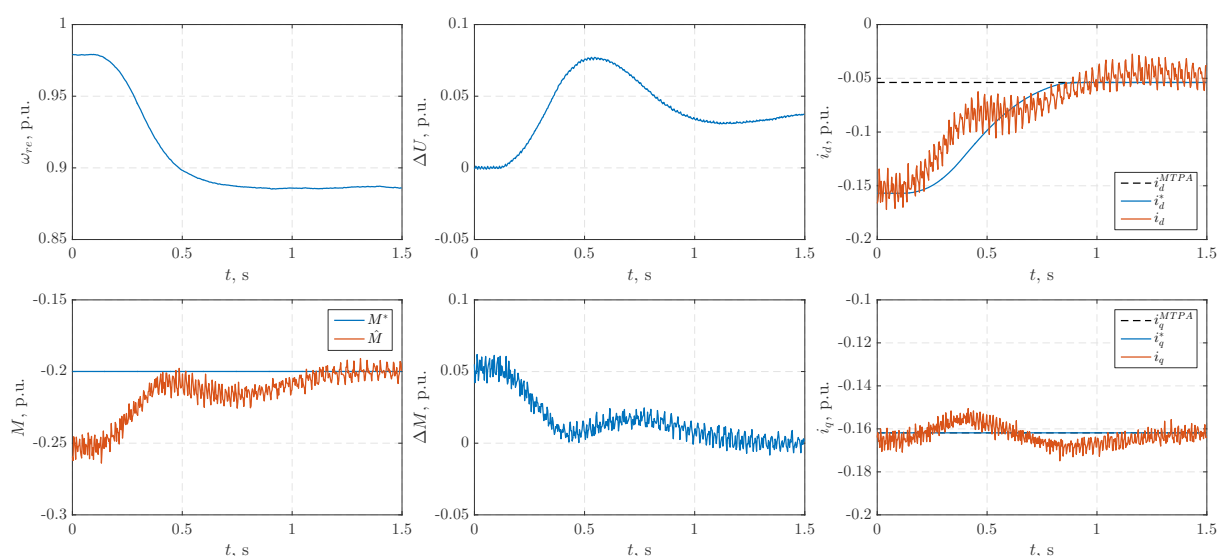 1
0.95
0.9
0.85
0
0.5
1
1.5
ω_re, p.u.
t, s
0.1
0.05
0
-0.05
0
0.5
1
1.5
ΔU, p.u.
t, s
0
-0.05
-0.1
-0.15
-0.2
0
0.5
1
1.5
i_d, p.u.
t, s
i_d^MTPA
i_d^*
i_d
-0.15
-0.2
-0.25
-0.3
0
0.5
1
1.5
M, p.u.
t, s
M*
M̂
0.1
0.05
0
0.05
0
0.5
1
1.5
ΔM, p.u.
t, s
-0.1
-0.12
-0.14
-0.16
-0.18
-0.2
0
0.5
1
1.5
i_q, p.u.
t, s
i_q^MTPA
i_q^*
i_q